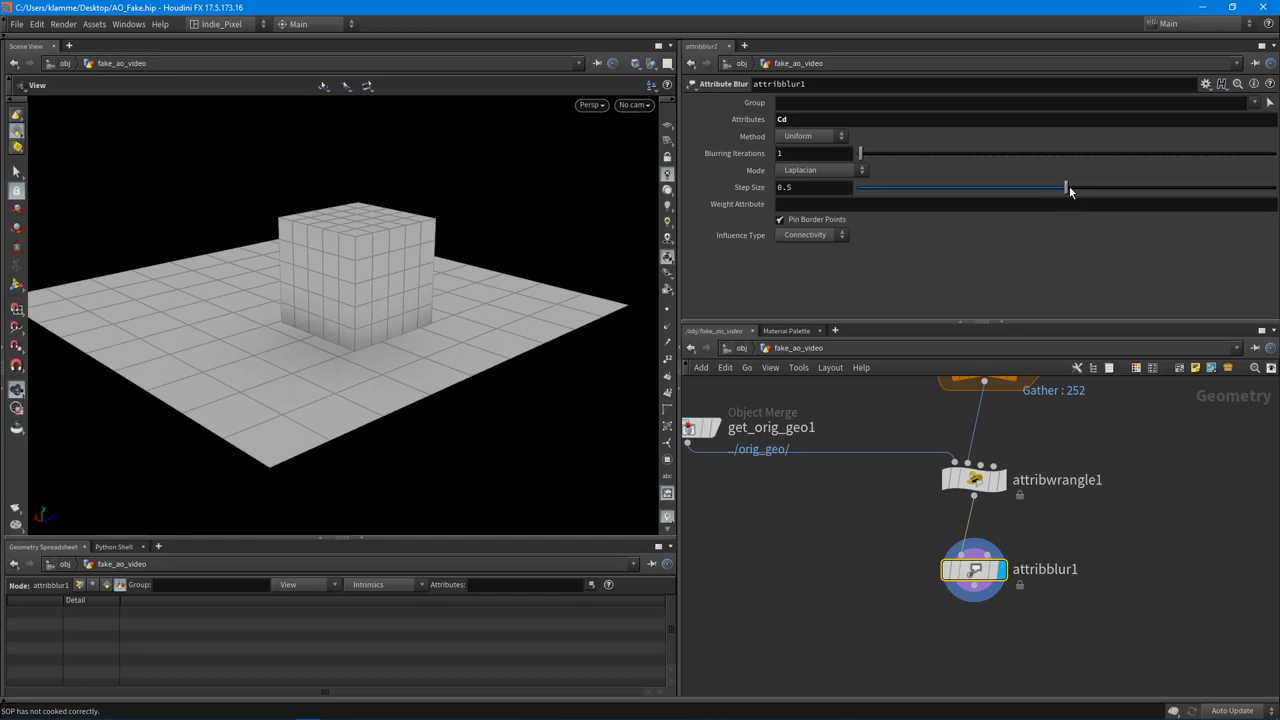 C:/Users/klamme/Desktop/AO_Fake.hip - Houdini FX 17.5.173.16
File Edit Render Assets Windows Help Indie_Pixel Main Main
Scene View
obj fake_ao_video
View
Persp No cam
abc
y
Geometry Spreadsheet Python Shell
obj fake_ao_video
Node: attribblur1 Group: View Intrinsics Attributes:
Detail
attribblur1
obj fake_ao_video
Attribute Blur attribblur1
Group
Attributes Cd
Method Uniform
Blurring Iterations 1
Mode Laplacian
Step Size 0.5
Weight Attribute
Pin Border Points
Influence Type Connectivity
/obj/fake_ao_video Material Palette
obj fake_ao_video
Add Edit Go View Tools Layout Help
Geometry
Gather : 252
Object Merge
get_orig_geo1
../orig_geo/
attribwrangle1
attribblur1
SOP has not cooked correctly. Auto Update